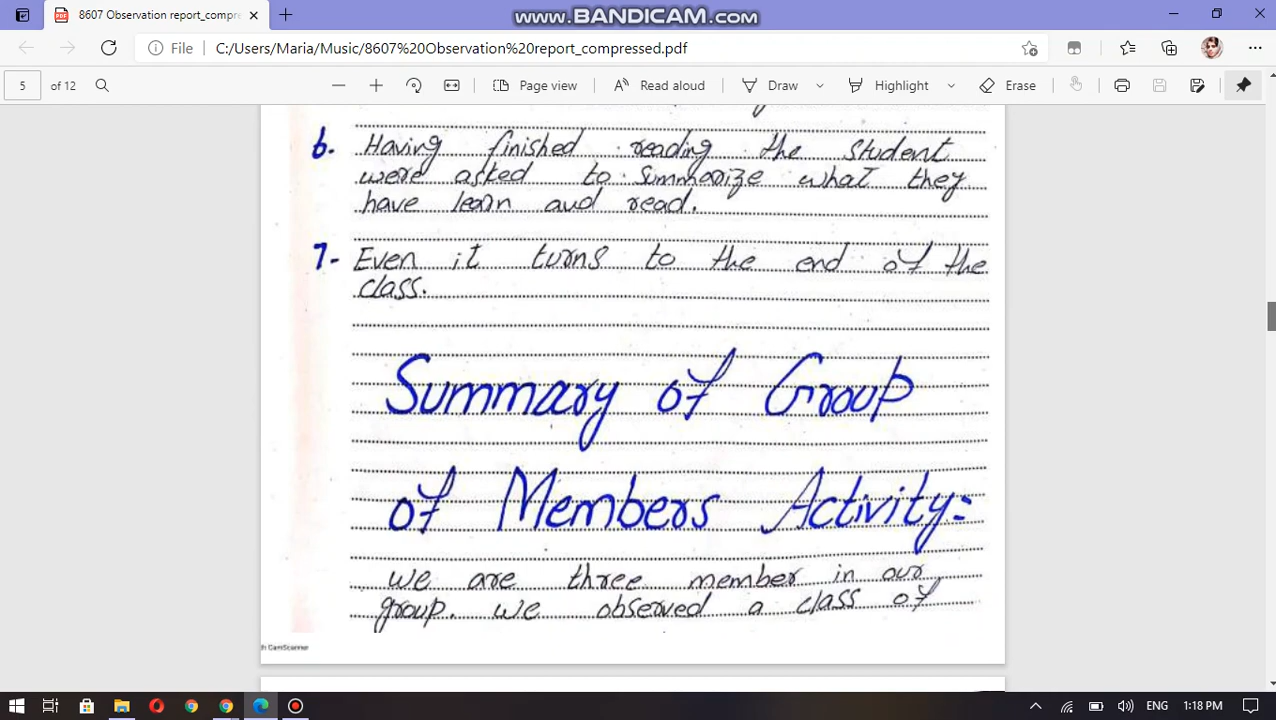 8607 Observation report_compre
www.BANDICAM.com
File C:/Users/Maria/Music/8607%20Observation%20report_compressed.pdf
5 of 12 Page view Read aloud Draw Highlight Erase
6. Having finished reading the student
were asked to summarize what they
have learn and read.
7- Even it turns to the end of the
class.
Summary of Group
of Members Activity:
we are three member in our
group. we observed a class of
th CamScanner
ENG 1:18 PM